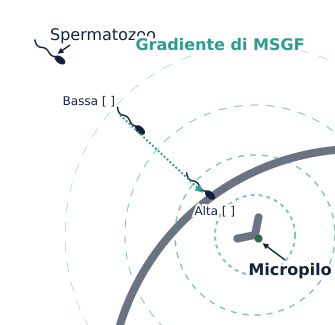 Spermatozoo
Gradiente di MSGF
Bassa [ ]
Alta [ ]
Micropilo